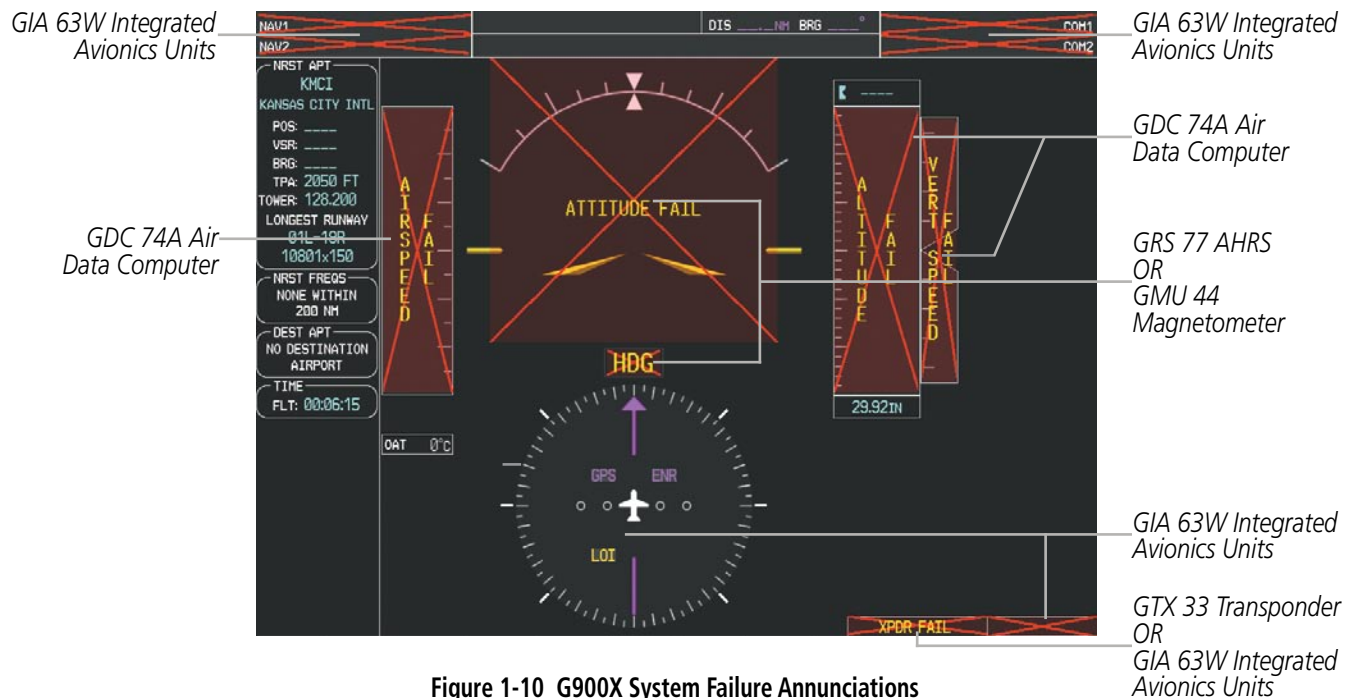 GIA 63W Integrated
Avionics Units
NAV1
NAV2
DIS __.__NM BRG ___°
COM1
COM2
GIA 63W Integrated
Avionics Units
NRST APT
KMCI
KANSAS CITY INTL
POS: ____
VSR: ____
BRG: ____
TPA: 2050 FT
TOWER: 128.200
LONGEST RUNWAY
01L-19R
10801x150
NRST FREQS
NONE WITHIN
200 NM
DEST APT
NO DESTINATION
AIRPORT
TIME
FLT: 00:06:15
GDC 74A Air
Data Computer
AIRSPEED
FAIL
OAT 0°C
ATTITUDE FAIL
HDG
GPS ENR
LOI
----
ALTITUDE
FAIL
29.92IN
VERT SPEED
FAIL
XPDR FAIL
GDC 74A Air
Data Computer
GRS 77 AHRS
OR
GMU 44
Magnetometer
GIA 63W Integrated
Avionics Units
GTX 33 Transponder
OR
GIA 63W Integrated
Avionics Units
Figure 1-10 G900X System Failure Annunciations